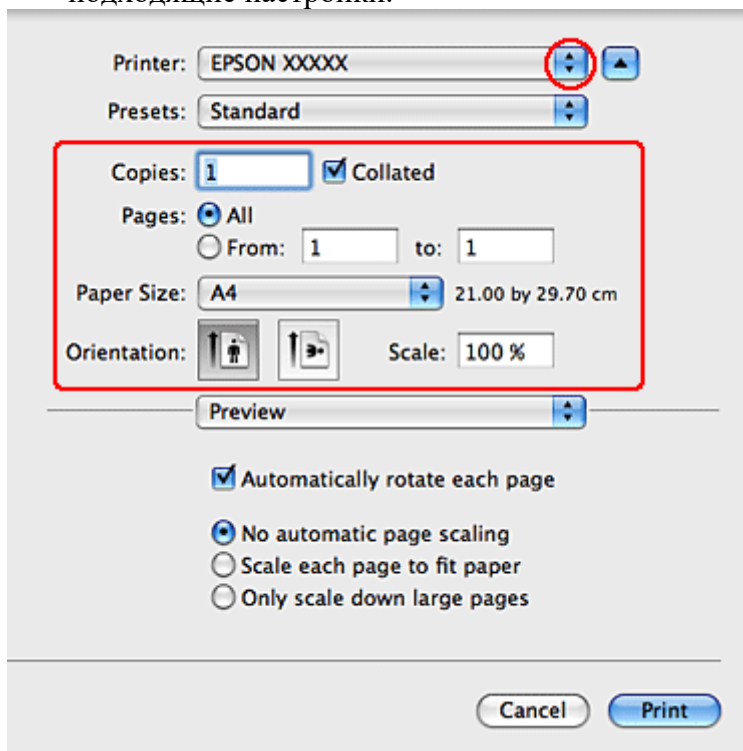 подходящие настройки.
Printer: EPSON XXXXX
Presets: Standard
Copies: 1 Collated
Pages: All
From: 1 to: 1
Paper Size: A4 21.00 by 29.70 cm
Orientation: Scale: 100 %
Preview
Automatically rotate each page
No automatic page scaling
Scale each page to fit paper
Only scale down large pages
Cancel Print